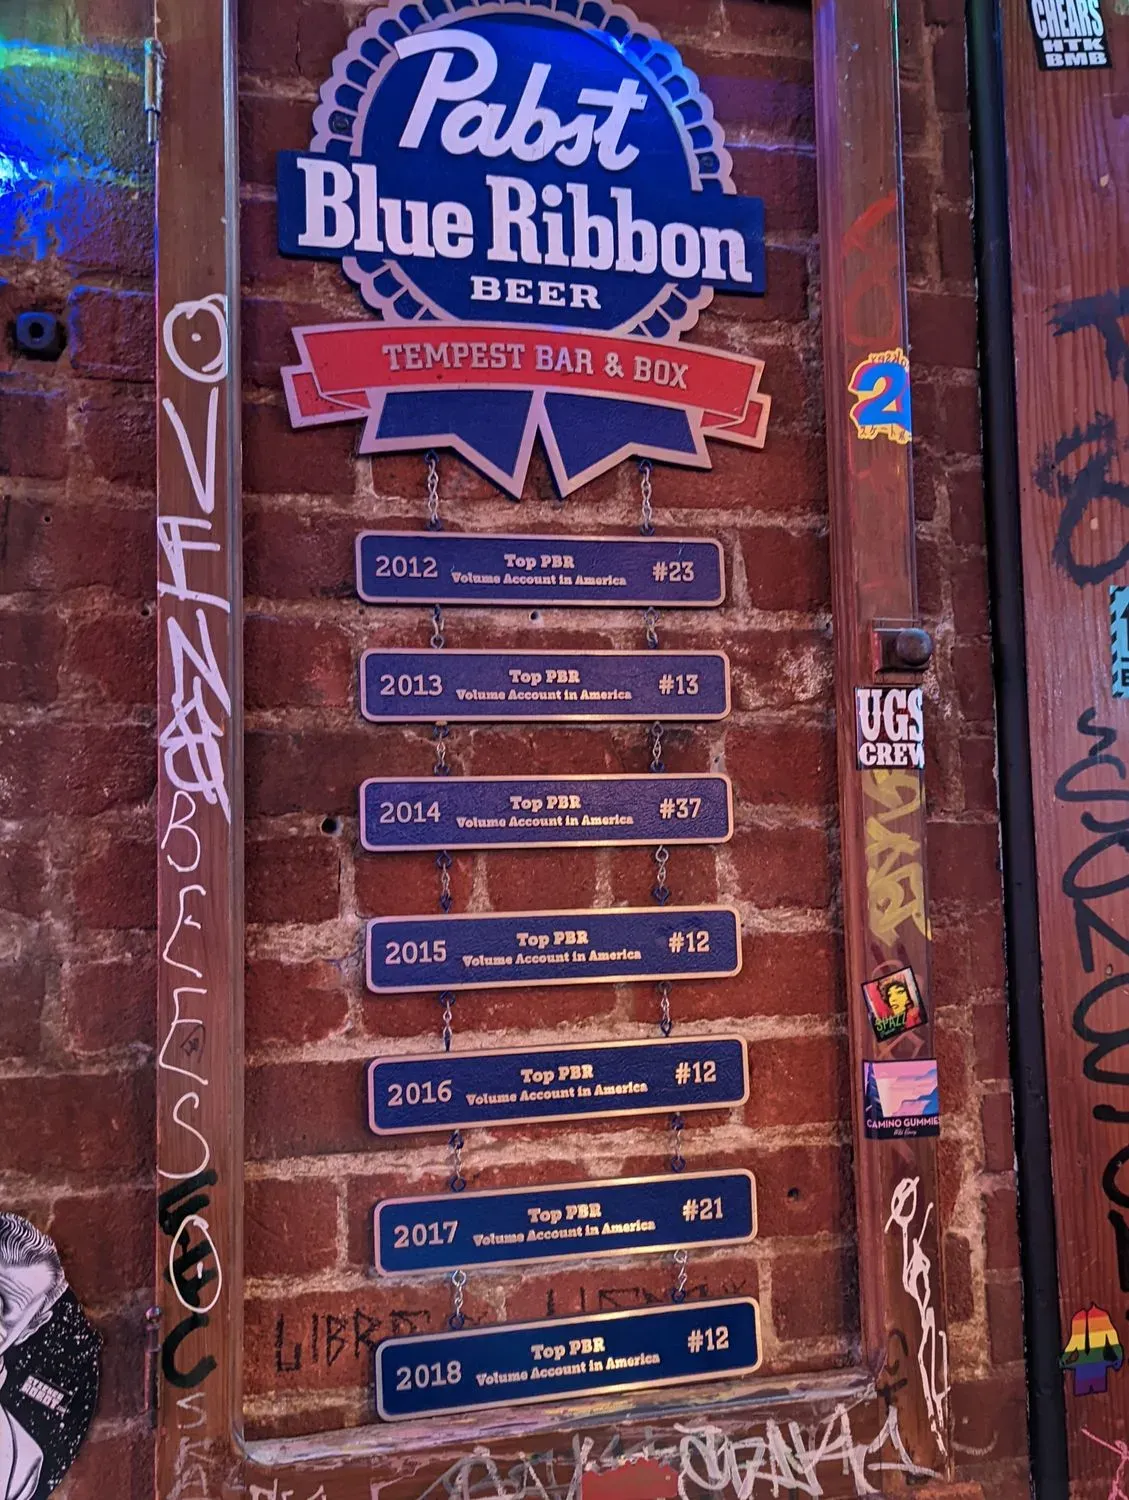 Pabst
Blue Ribbon
BEER
TEMPEST BAR & BOX
2012 Top PBR Volume Account in America #23
2013 Top PBR Volume Account in America #13
2014 Top PBR Volume Account in America #37
2015 Top PBR Volume Account in America #12
2016 Top PBR Volume Account in America #12
2017 Top PBR Volume Account in America #21
2018 Top PBR Volume Account in America #12
HTK
BMB
2
UGS
CREW
SPAZZ
CAMINO GUMMIES
LIBRE